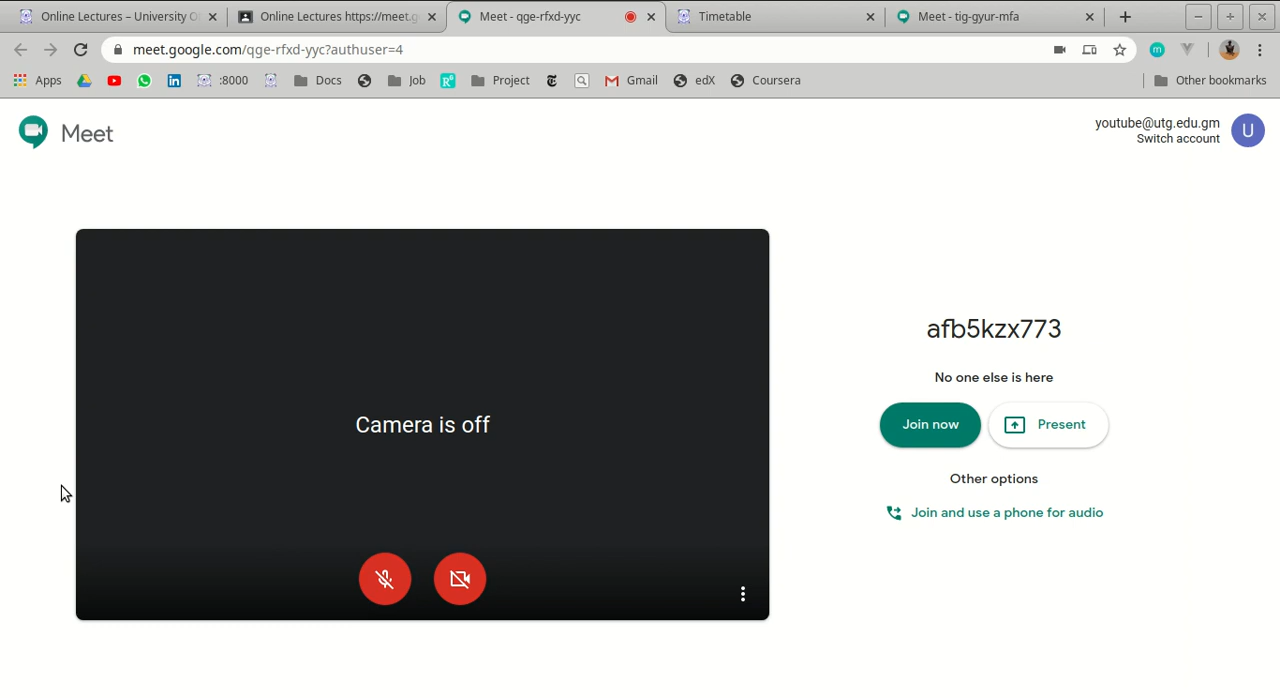 Online Lectures – University O
Online Lectures https://meet.g
Meet - qge-rfxd-yyc
Timetable
Meet - tig-gyur-mfa
meet.google.com/qge-rfxd-yyc?authuser=4
m
Apps
:8000
Docs
Job
Project
Gmail
edX
Coursera
Other bookmarks
Meet
youtube@utg.edu.gm
Switch account
U
Camera is off
afb5kzx773
No one else is here
Join now
Present
Other options
Join and use a phone for audio